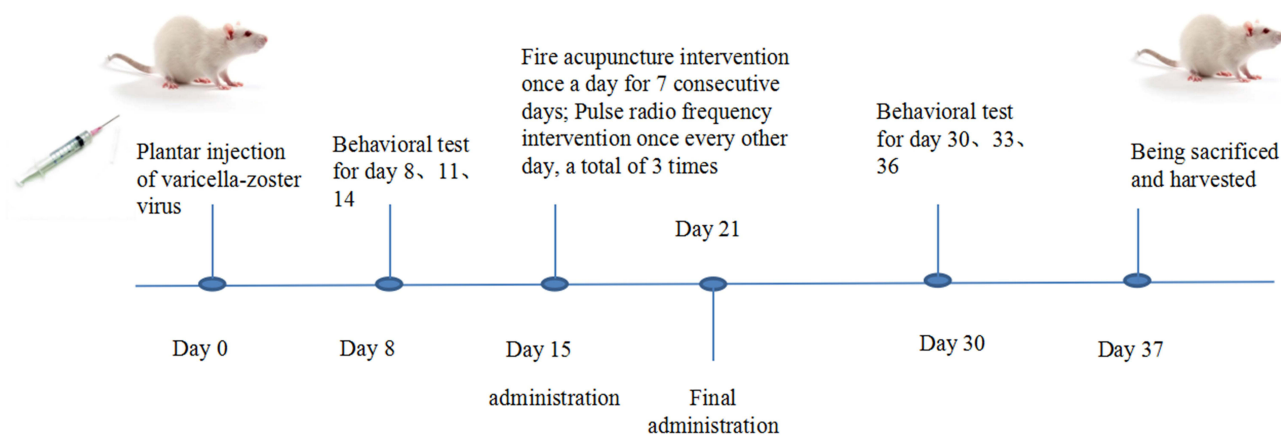 Plantar injection
of varicella-zoster
virus
Behavioral test
for day 8、11、
14
Fire acupuncture intervention
once a day for 7 consecutive
days; Pulse radio frequency
intervention once every other
day, a total of 3 times
Day 21
Behavioral test
for day 30、33、
36
Being sacrificed
and harvested
Day 0
Day 8
Day 15
administration
Final
administration
Day 30
Day 37